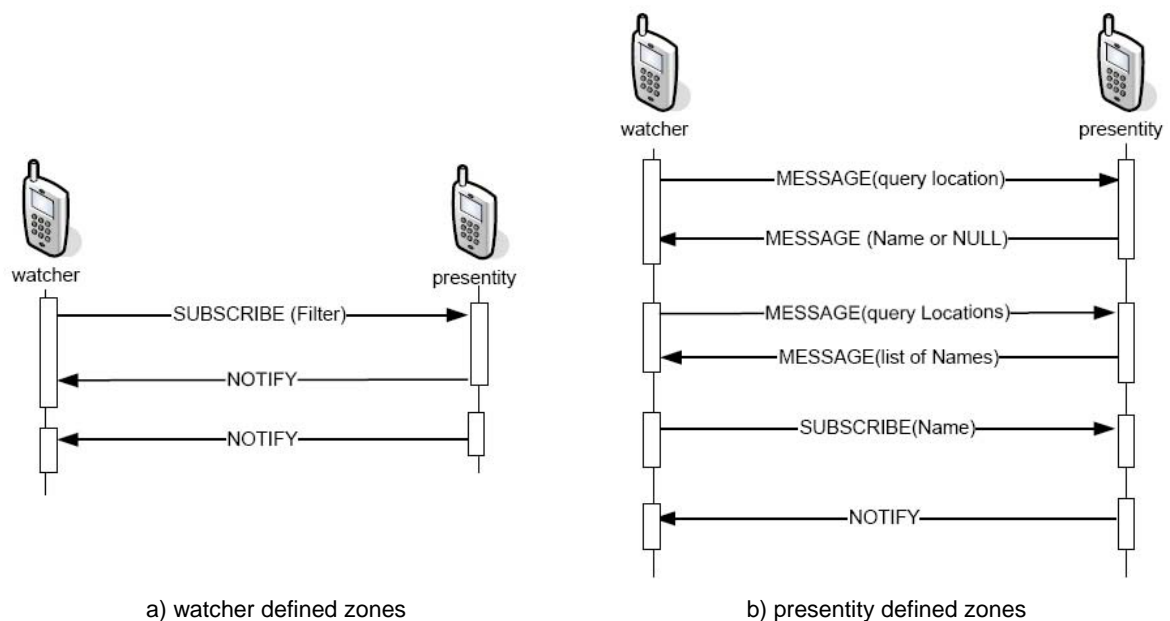 watcher
presentity
SUBSCRIBE (Filter)
NOTIFY
NOTIFY
a) watcher defined zones
watcher
presentity
MESSAGE(query location)
MESSAGE (Name or NULL)
MESSAGE(query Locations)
MESSAGE(list of Names)
SUBSCRIBE(Name)
NOTIFY
b) presentity defined zones